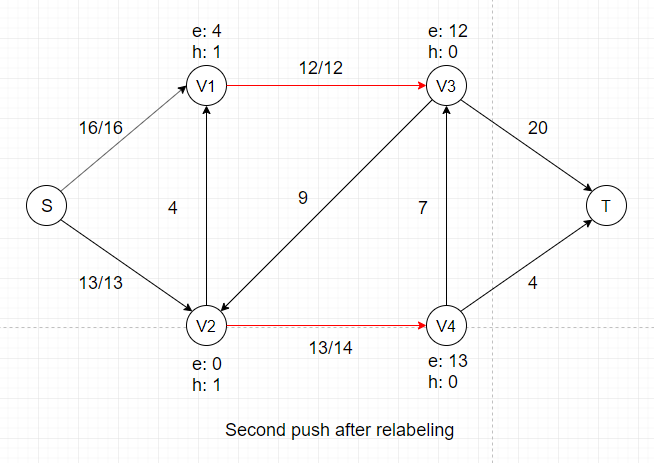 e: 4
h: 1
e: 12
h: 0
V1
12/12
V3
16/16
20
S
4
9
7
T
13/13
4
V2
13/14
V4
e: 0
h: 1
e: 13
h: 0
Second push after relabeling